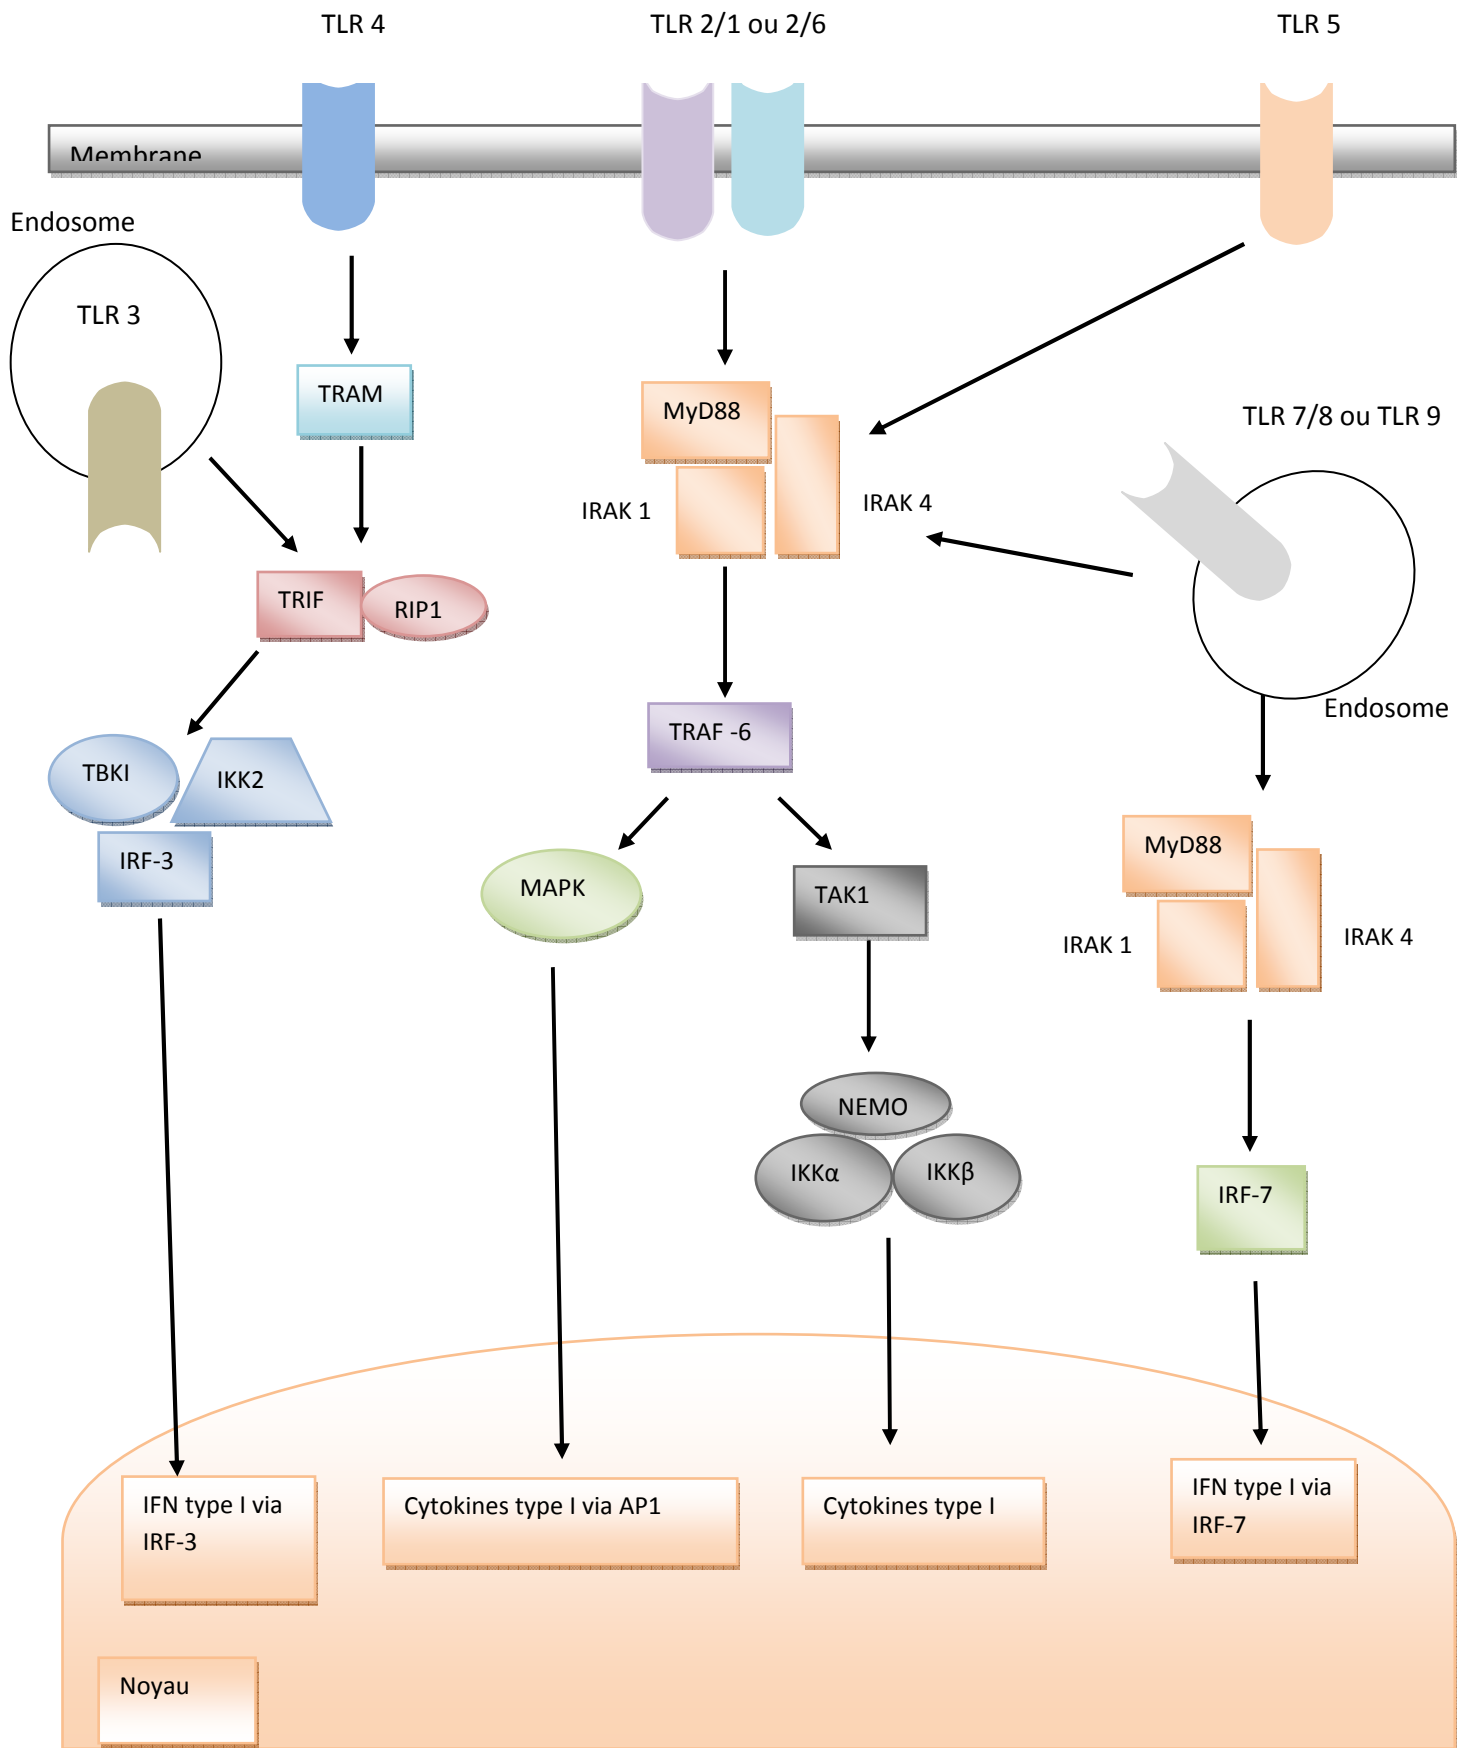 TLR 4
TLR 2/1 ou 2/6
TLR 5
Membrane
Endosome
TLR 3
TRAM
MyD88
TLR 7/8 ou TLR 9
IRAK 1
IRAK 4
TRIF
RIP1
Endosome
TRAF -6
TBKI
IKK2
IRF-3
MyD88
MAPK
TAK1
IRAK 1
IRAK 4
NEMO
IKKα
IKKβ
IRF-7
IFN type I via
IRF-3
Cytokines type I via AP1
Cytokines type I
IFN type I via
IRF-7
Noyau